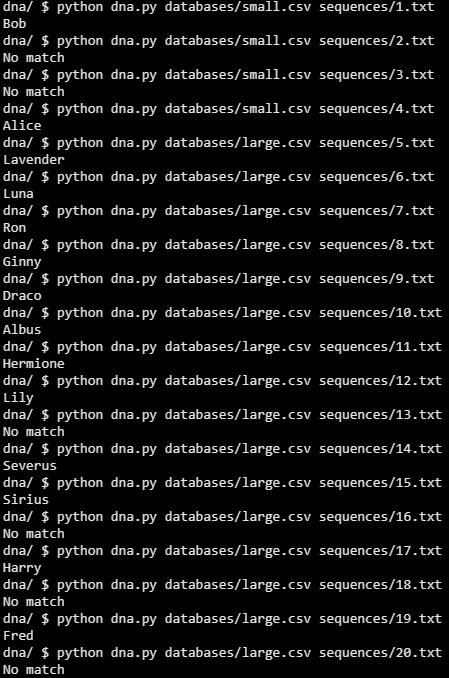 dna/ $ python dna.py databases/small.csv sequences/1.txt
Bob
dna/ $ python dna.py databases/small.csv sequences/2.txt
No match
dna/ $ python dna.py databases/small.csv sequences/3.txt
No match
dna/ $ python dna.py databases/small.csv sequences/4.txt
Alice
dna/ $ python dna.py databases/large.csv sequences/5.txt
Lavender
dna/ $ python dna.py databases/large.csv sequences/6.txt
Luna
dna/ $ python dna.py databases/large.csv sequences/7.txt
Ron
dna/ $ python dna.py databases/large.csv sequences/8.txt
Ginny
dna/ $ python dna.py databases/large.csv sequences/9.txt
Draco
dna/ $ python dna.py databases/large.csv sequences/10.txt
Albus
dna/ $ python dna.py databases/large.csv sequences/11.txt
Hermione
dna/ $ python dna.py databases/large.csv sequences/12.txt
Lily
dna/ $ python dna.py databases/large.csv sequences/13.txt
No match
dna/ $ python dna.py databases/large.csv sequences/14.txt
Severus
dna/ $ python dna.py databases/large.csv sequences/15.txt
Sirius
dna/ $ python dna.py databases/large.csv sequences/16.txt
No match
dna/ $ python dna.py databases/large.csv sequences/17.txt
Harry
dna/ $ python dna.py databases/large.csv sequences/18.txt
No match
dna/ $ python dna.py databases/large.csv sequences/19.txt
Fred
dna/ $ python dna.py databases/large.csv sequences/20.txt
No match